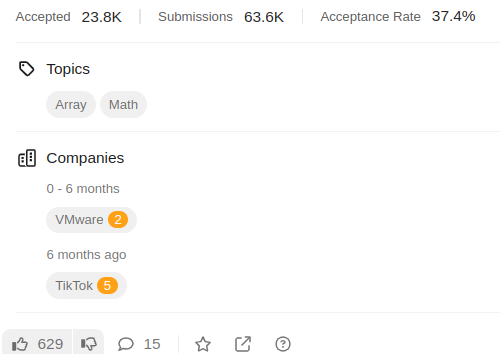 Accepted 23.8K Submissions 63.6K Acceptance Rate 37.4%
Topics
Array Math
Companies
0 - 6 months
VMware 2
6 months ago
TikTok 5
629 15